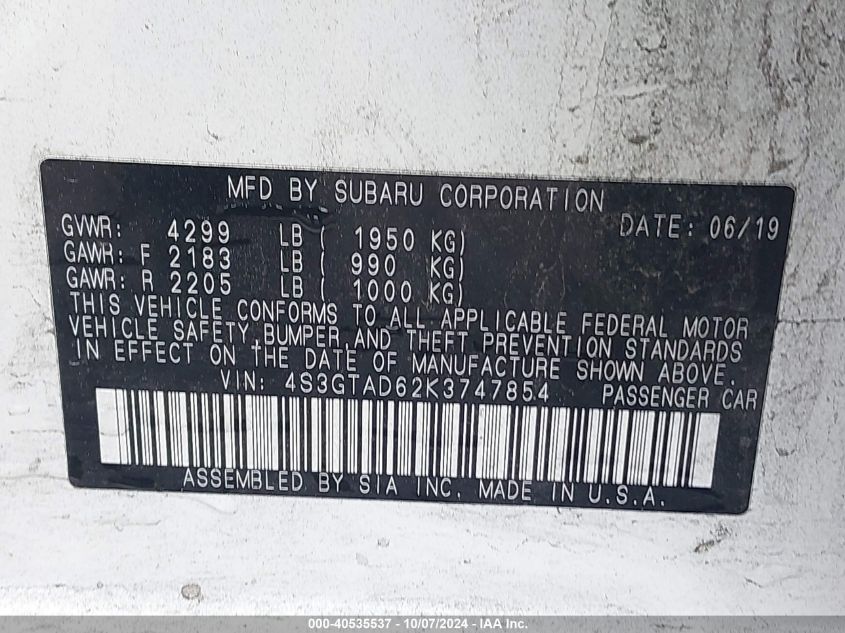 MFD BY SUBARU CORPORATION
GVWR: 4299 LB ( 1950 KG) DATE: 06/19
GAWR: F 2183 LB ( 990 KG)
GAWR: R 2205 LB ( 1000 KG)
THIS VEHICLE CONFORMS TO ALL APPLICABLE FEDERAL MOTOR
VEHICLE SAFETY,BUMPER,AND THEFT PREVENTION STANDARDS
IN EFFECT ON THE DATE OF MANUFACTURE SHOWN ABOVE.
VIN: 4S3GTAD62K3747854 PASSENGER CAR
ASSEMBLED BY SIA INC. MADE IN U.S.A.
000-40535537 - 10/07/2024 - IAA Inc.